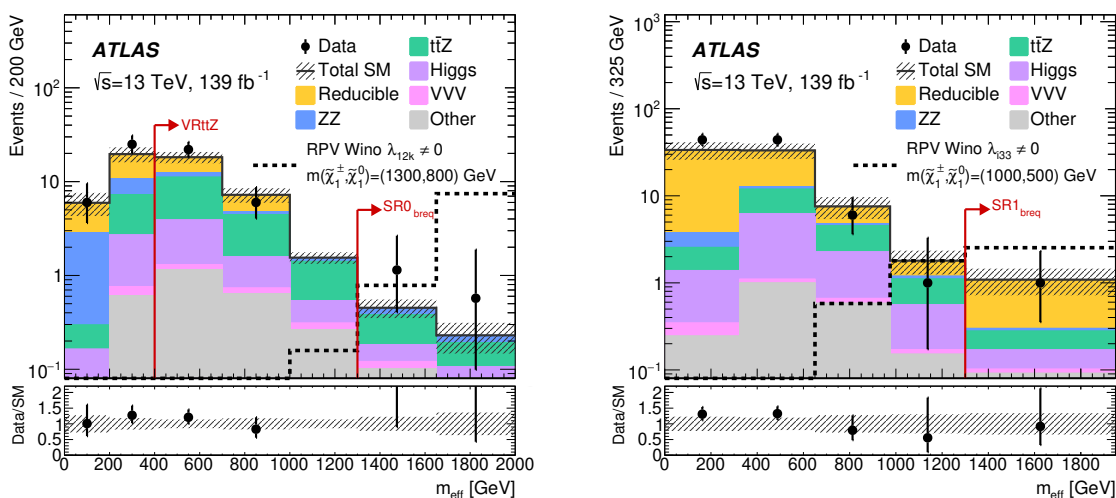 Events / 200 GeV
10²
10
1
10⁻¹
ATLAS
√s=13 TeV, 139 fb⁻¹
Data
Total SM
Reducible
ZZ
tt̄Z
Higgs
VVV
Other
RPV Wino λ₁₂ₖ ≠ 0
m(χ̃₁±,χ̃₁⁰)=(1300,800) GeV
VRttZ
SR0breq
Data/SM
2
1.5
1
0.5
0
0 200 400 600 800 1000 1200 1400 1600 1800 2000
m_eff [GeV]
Events / 325 GeV
10³
10²
10
1
10⁻¹
ATLAS
√s=13 TeV, 139 fb⁻¹
Data
Total SM
Reducible
ZZ
tt̄Z
Higgs
VVV
Other
RPV Wino λᵢ₃₃ ≠ 0
m(χ̃₁±,χ̃₁⁰)=(1000,500) GeV
SR1breq
Data/SM
2
1.5
1
0.5
0
0 200 400 600 800 1000 1200 1400 1600 1800
m_eff [GeV]